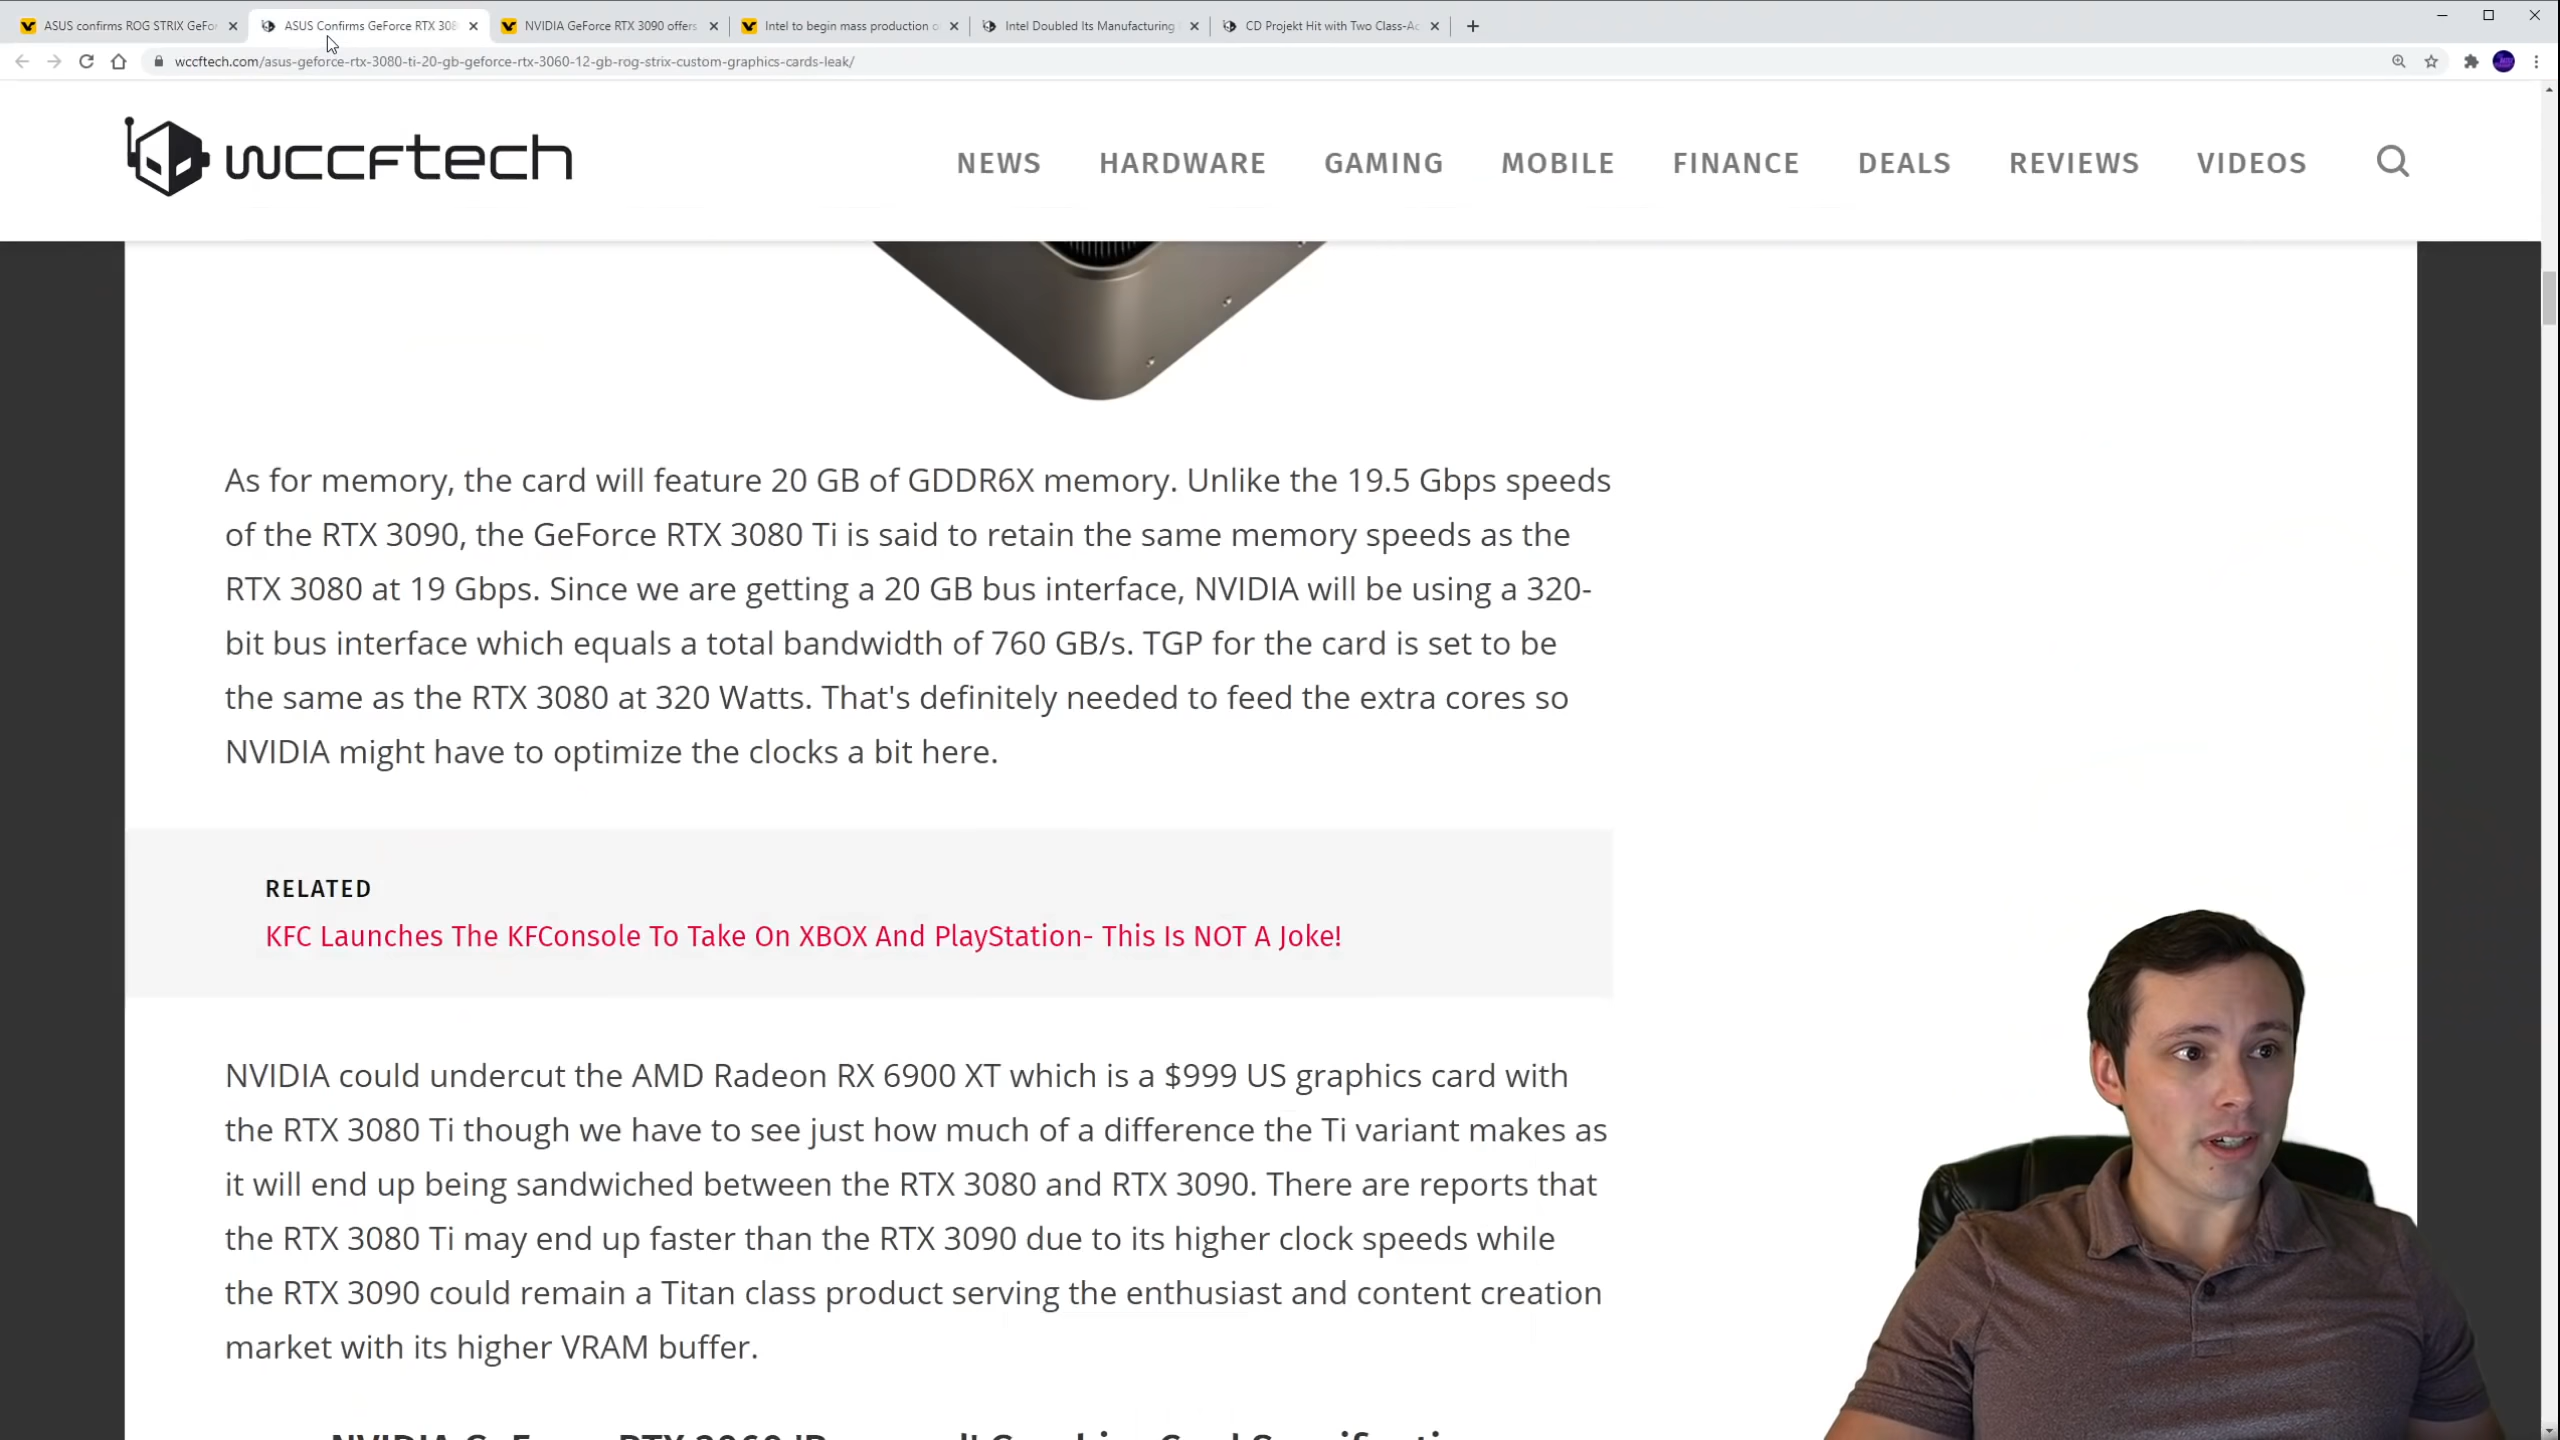 ASUS confirms ROG STRIX GeFor
ASUS Confirms GeForce RTX 308
NVIDIA GeForce RTX 3090 offers
Intel to begin mass production o
Intel Doubled Its Manufacturing
CD Projekt Hit with Two Class-Ac
wccftech.com/asus-geforce-rtx-3080-ti-20-gb-geforce-rtx-3060-12-gb-rog-strix-custom-graphics-cards-leak/
wccftech
NEWS HARDWARE GAMING MOBILE FINANCE DEALS REVIEWS VIDEOS
As for memory, the card will feature 20 GB of GDDR6X memory. Unlike the 19.5 Gbps speeds
of the RTX 3090, the GeForce RTX 3080 Ti is said to retain the same memory speeds as the
RTX 3080 at 19 Gbps. Since we are getting a 20 GB bus interface, NVIDIA will be using a 320-
bit bus interface which equals a total bandwidth of 760 GB/s. TGP for the card is set to be
the same as the RTX 3080 at 320 Watts. That's definitely needed to feed the extra cores so
NVIDIA might have to optimize the clocks a bit here.
RELATED
KFC Launches The KFConsole To Take On XBOX And PlayStation- This Is NOT A Joke!
NVIDIA could undercut the AMD Radeon RX 6900 XT which is a $999 US graphics card with
the RTX 3080 Ti though we have to see just how much of a difference the Ti variant makes as
it will end up being sandwiched between the RTX 3080 and RTX 3090. There are reports that
the RTX 3080 Ti may end up faster than the RTX 3090 due to its higher clock speeds while
the RTX 3090 could remain a Titan class product serving the enthusiast and content creation
market with its higher VRAM buffer.
NVIDIA GeForce RTX 3060